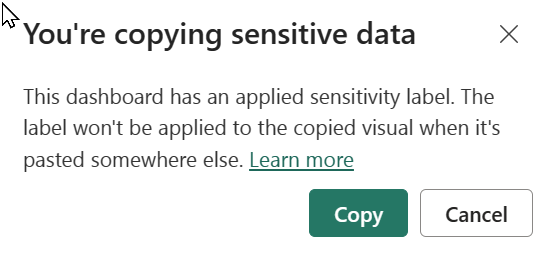 You're copying sensitive data
This dashboard has an applied sensitivity label. The
label won't be applied to the copied visual when it's
pasted somewhere else. Learn more
Copy
Cancel